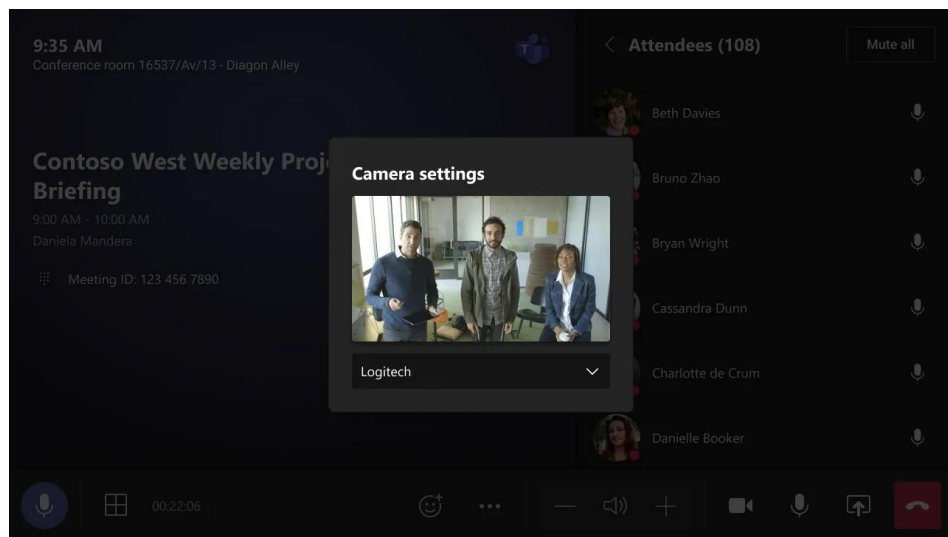 9:35 AM
Conference room 16537/Av/13 - Diagon Alley
T
Attendees (108)
Mute all
Contoso West Weekly Proj
Briefing
9:00 AM - 10:00 AM
Daniela Mandera
Meeting ID: 123 456 7890
Camera settings
Logitech
Beth Davies
Bruno Zhao
Bryan Wright
Cassandra Dunn
Charlotte de Crum
Danielle Booker
00:22:06